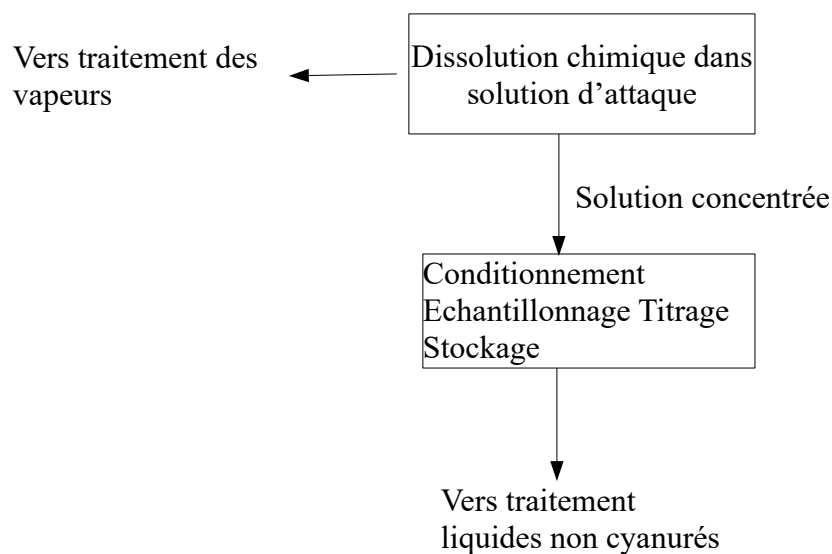 Vers traitement des
vapeurs
Dissolution chimique dans
solution d’attaque
Solution concentrée
Conditionnement
Echantillonnage Titrage
Stockage
Vers traitement
liquides non cyanurés